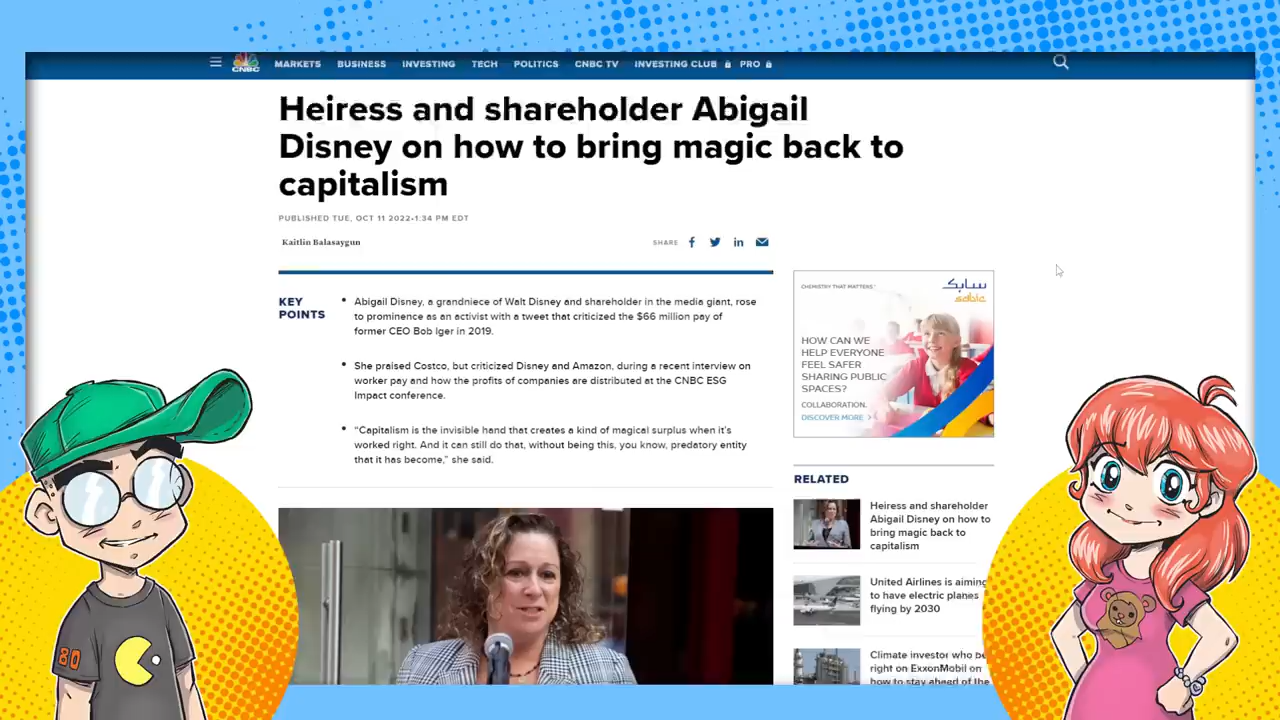 CNBC
MARKETS
BUSINESS
INVESTING
TECH
POLITICS
CNBC TV
INVESTING CLUB
PRO
Heiress and shareholder Abigail
Disney on how to bring magic back to
capitalism
PUBLISHED TUE, OCT 11 2022•1:34 PM EDT
Kaitlin Balasaygun
SHARE
KEY
POINTS
• Abigail Disney, a grandniece of Walt Disney and shareholder in the media giant, rose
to prominence as an activist with a tweet that criticized the $66 million pay of
former CEO Bob Iger in 2019.
• She praised Costco, but criticized Disney and Amazon, during a recent interview on
worker pay and how the profits of companies are distributed at the CNBC ESG
Impact conference.
• “Capitalism is the invisible hand that creates a kind of magical surplus when it’s
worked right. And it can still do that, without being this, you know, predatory entity
that it has become,” she said.
CHEMISTRY THAT MATTERS
سابك
sabic
HOW CAN WE
HELP EVERYONE
FEEL SAFER
SHARING PUBLIC
SPACES?
COLLABORATION.
DISCOVER MORE
RELATED
Heiress and shareholder
Abigail Disney on how to
bring magic back to
capitalism
United Airlines is aiming
to have electric planes
flying by 2030
Climate investor who be
right on ExxonMobil on
how to stay ahead of the
80